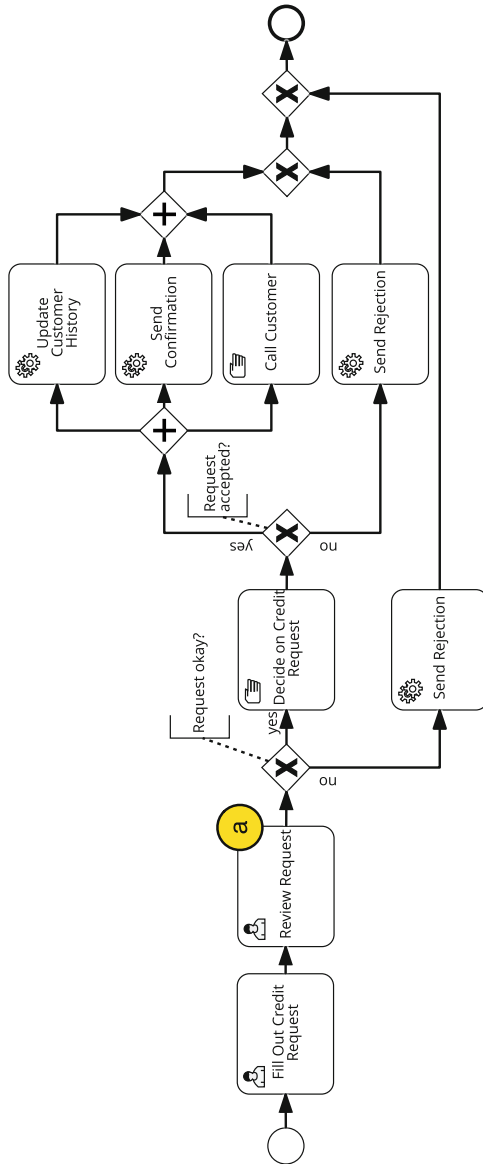 Fill Out Credit
Request
Review Request
a
Request okay?
yes
no
Decide on Credit
Request
Send Rejection
Request
accepted?
yes
no
Update
Customer
History
Send
Confirmation
Call Customer
Send Rejection